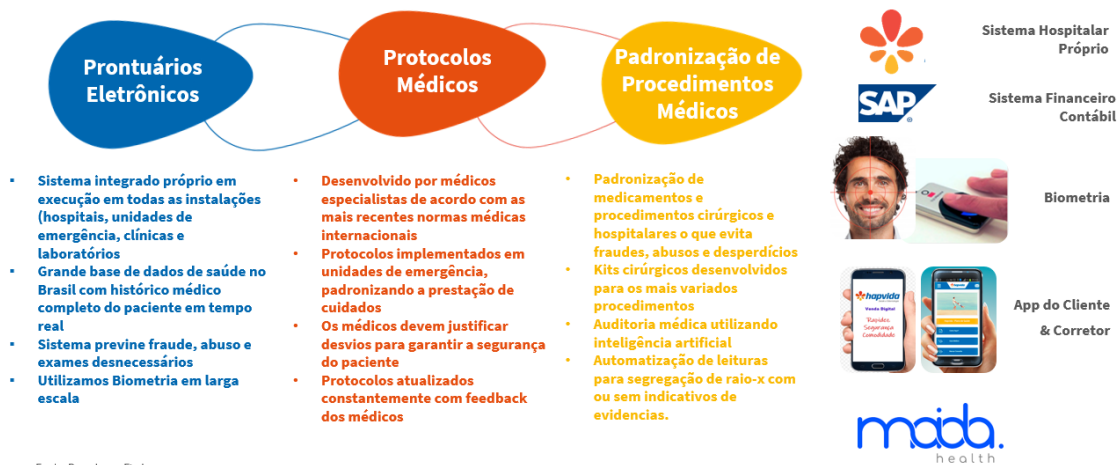 Prontuários
Eletrônicos
Protocolos
Médicos
Padronização de
Procedimentos
Médicos
▪ Sistema integrado próprio em
execução em todas as instalações
(hospitais, unidades de
emergência, clínicas e
laboratórios
▪ Grande base de dados de saúde no
Brasil com histórico médico
completo do paciente em tempo
real
▪ Sistema previne fraude, abuso e
exames desnecessários
▪ Utilizamos Biometria em larga
escala
• Desenvolvido por médicos
especialistas de acordo com as
mais recentes normas médicas
internacionais
• Protocolos implementados em
unidades de emergência,
padronizando a prestação de
cuidados
• Os médicos devem justificar
desvios para garantir a segurança
do paciente
• Protocolos atualizados
constantemente com feedback
dos médicos
• Padronização de
medicamentos e
procedimentos cirúrgicos e
hospitalares o que evita
fraudes, abusos e desperdícios
• Kits cirúrgicos desenvolvidos
para os mais variados
procedimentos
• Auditoria médica utilizando
inteligência artificial
• Automatização de leituras
para segregação de raio-x com
ou sem indicativos de
evidencias.
Sistema Hospitalar
Próprio
SAP
Sistema Financeiro
Contábil
Biometria
hapvida
Venda Digital
Rapidez
Segurança
Comodidade
App do Cliente
& Corretor
maida.
health